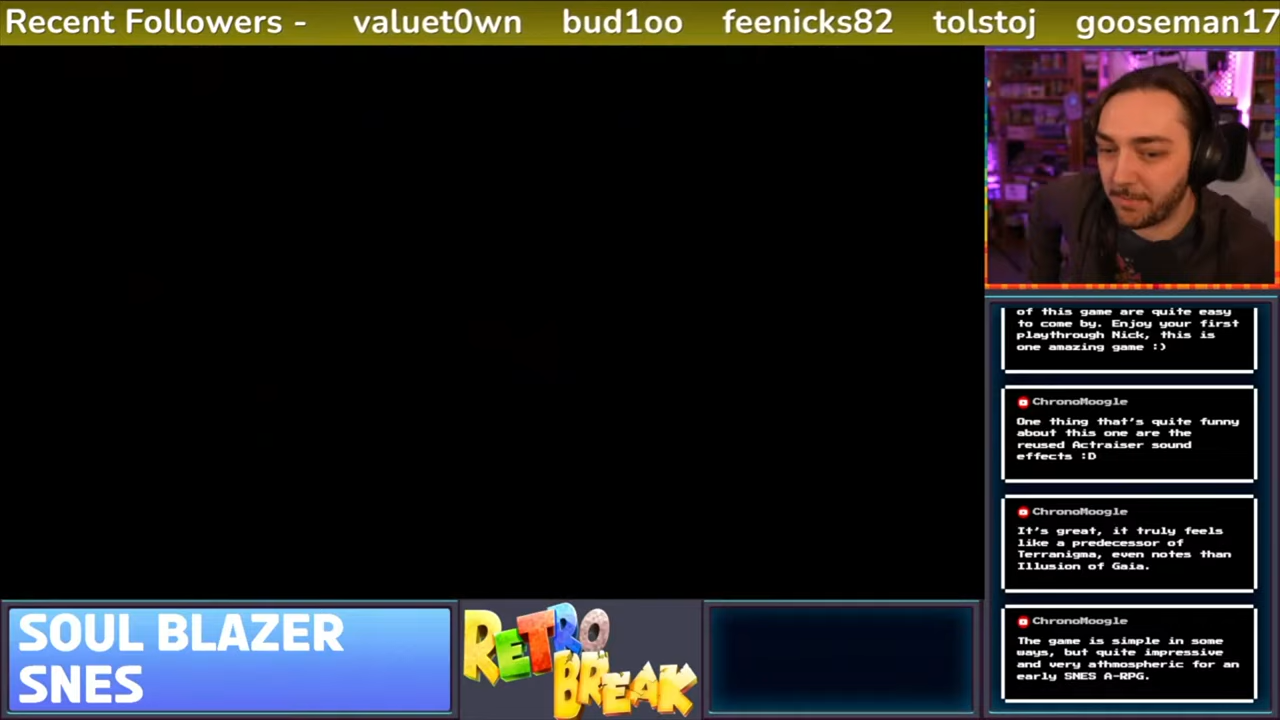 Recent Followers - valuet0wn bud1oo feenicks82 tolstoj gooseman17
of this game are quite easy
to come by. Enjoy your first
playthrough Nick, this is
one amazing game :)
ChronoMoogle
One thing that's quite funny
about this one are the
reused Actraiser sound
effects :D
ChronoMoogle
It's great, it truly feels
like a predecessor of
Terranigma, even notes than
Illusion of Gaia.
ChronoMoogle
The game is simple in some
ways, but quite impressive
and very athmospheric for an
early SNES A-RPG.
SOUL BLAZER
SNES
RETRO
BREAK